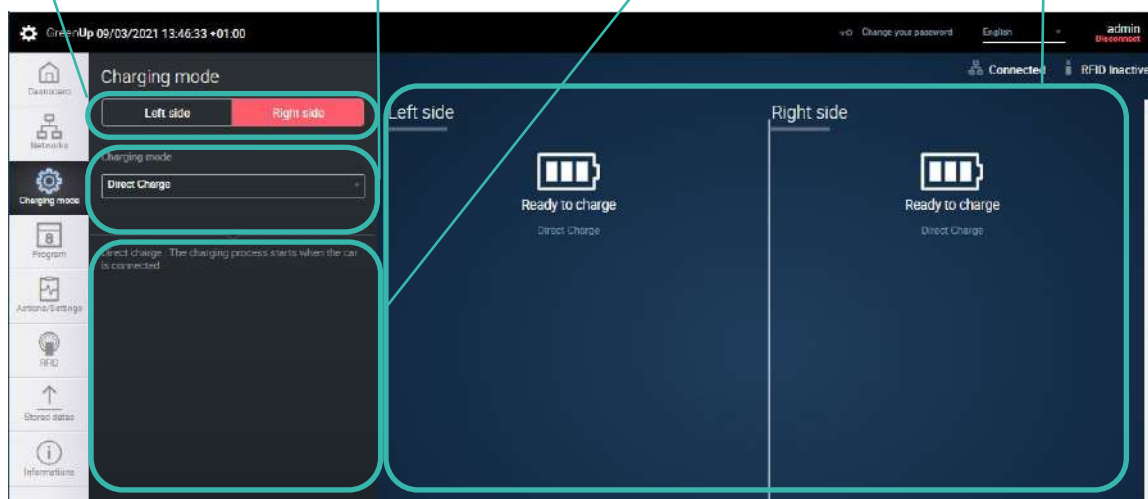 GreenUp 09/03/2021 13:46:33 +01:00
Change your password
English
admin
Disconnect
Connected
RFID Inactive
Dashboard
Networks
Charging mode
Program
8
Actions/Settings
RFID
Stored datas
Informations
Charging mode
Left side
Right side
Charging mode
Direct Charge
Direct charge : The charging process starts when the car
is connected
Left side
Ready to charge
Direct Charge
Right side
Ready to charge
Direct Charge